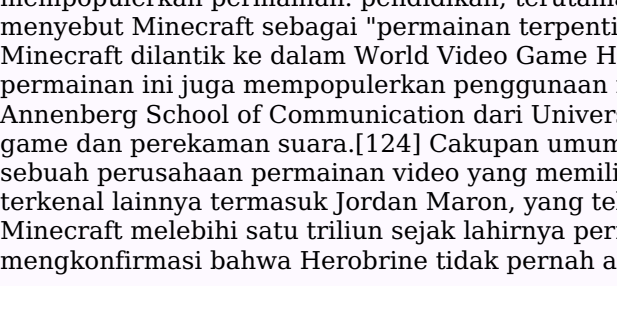 mempopulerkan permainan. pendidikan, terutama
menyebut Minecraft sebagai "permainan terpenti
Minecraft dilantik ke dalam World Video Game H
permainan ini juga mempopulerkan penggunaan
Annenberg School of Communication dari Univers
game dan perekaman suara.[124] Cakupan umum
sebuah perusahaan permainan video yang memili
terkenal lainnya termasuk Jordan Maron, yang te
Minecraft melebihi satu triliun sejak lahirnya per
mengkonfirmasi bahwa Herobrine tidak pernah a